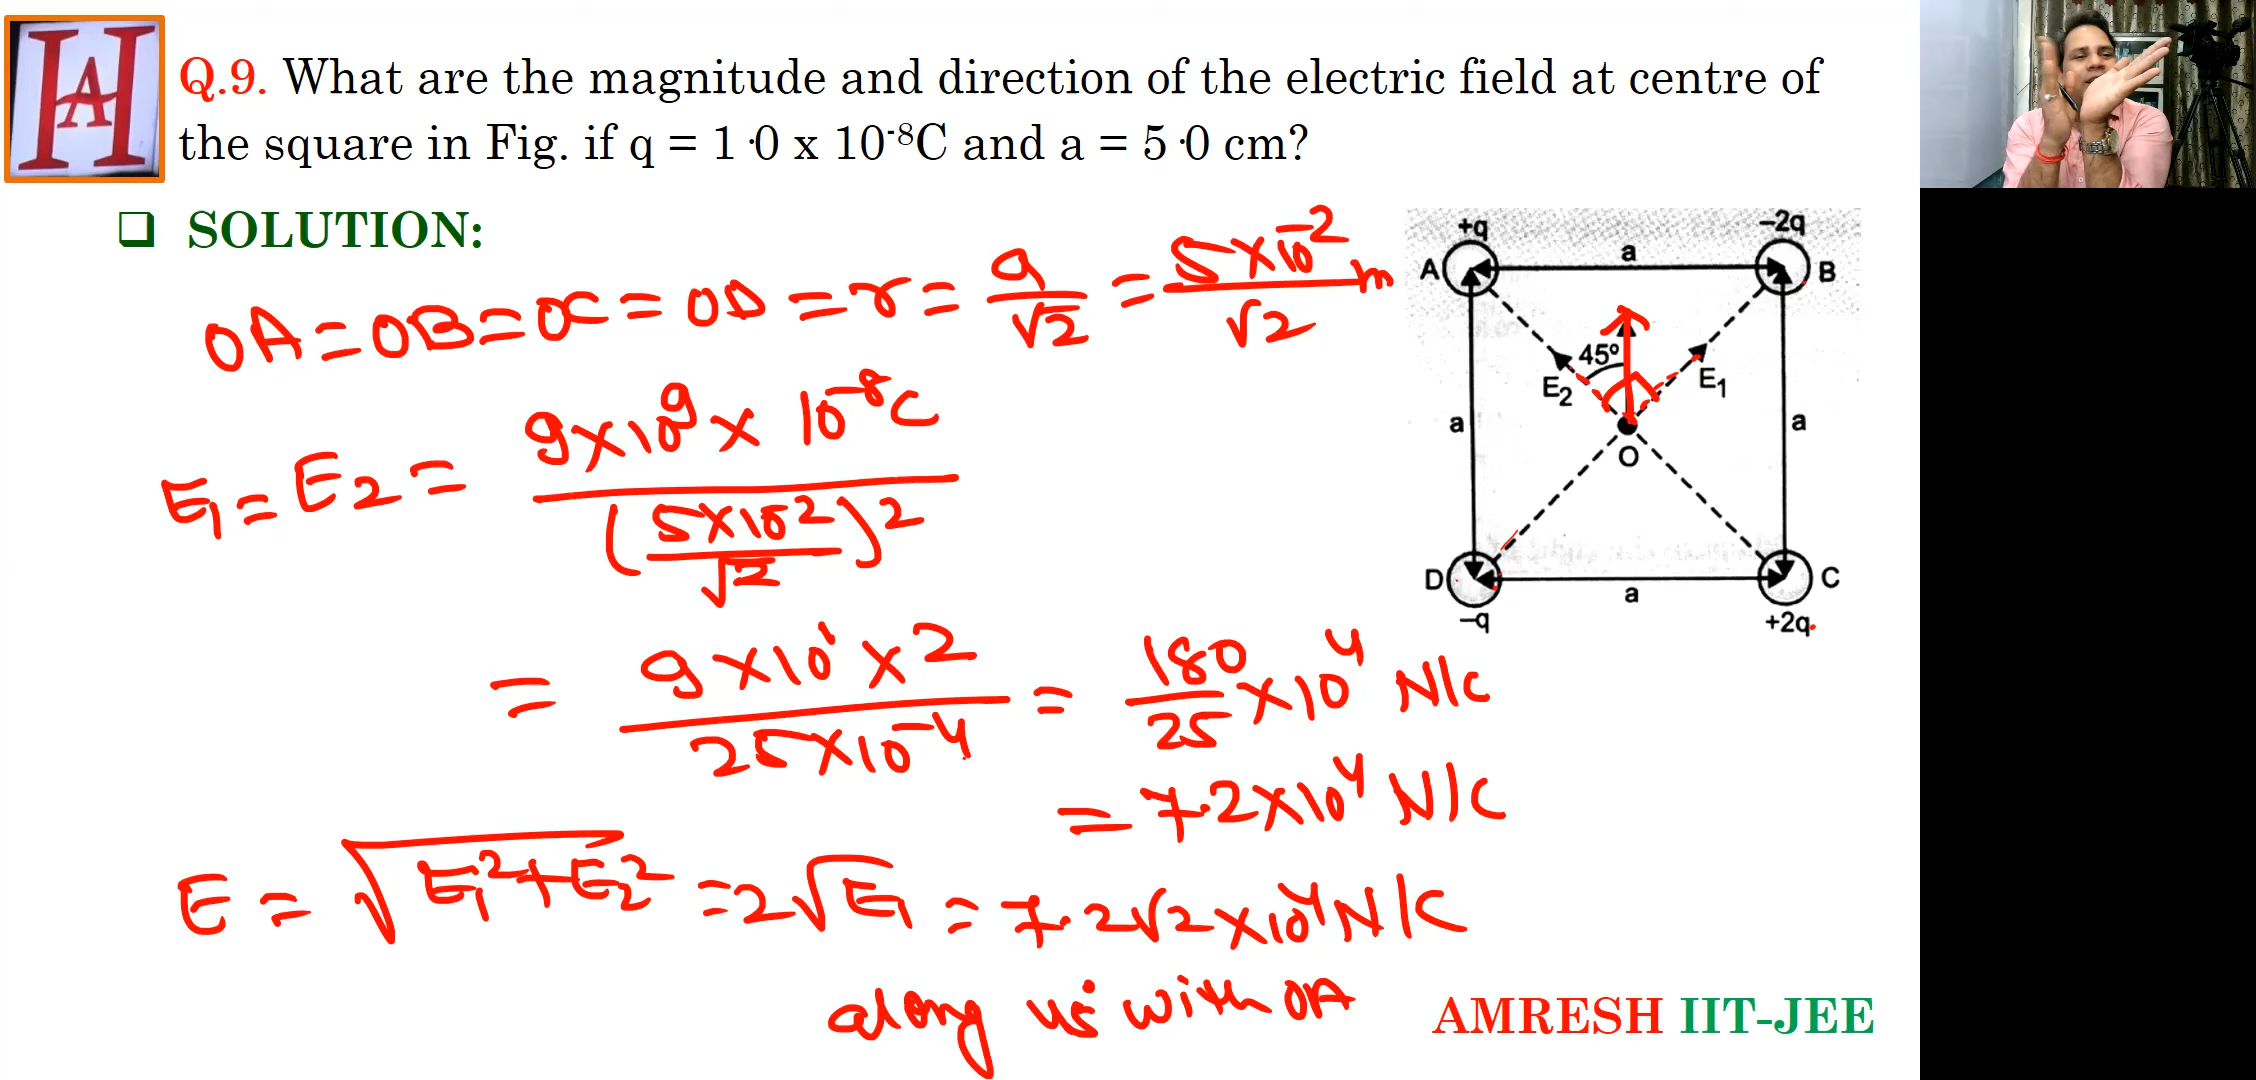 HA
Q.9. What are the magnitude and direction of the electric field at centre of
the square in Fig. if q = 1·0 x 10⁻⁸C and a = 5·0 cm?
❑ SOLUTION:
OA = OB = OC = OD = r = a/√2 = 5×10⁻²/√2 m
E₁ = E₂ = 9×10⁹ × 10⁻⁸C / (5×10²/√2)²
= 9×10¹×2 / 25×10⁻⁴ = 180/25 ×10⁴ N/C
= 7.2×10⁴ N/C
E = √E₁²+E₂² = 2√E₁ = 7.2√2×10⁴ N/C
along 45° with OA
+q
-2q
A
a
B
45°
E₂
E₁
a
a
O
D
a
C
-q
+2q
AMRESH IIT-JEE